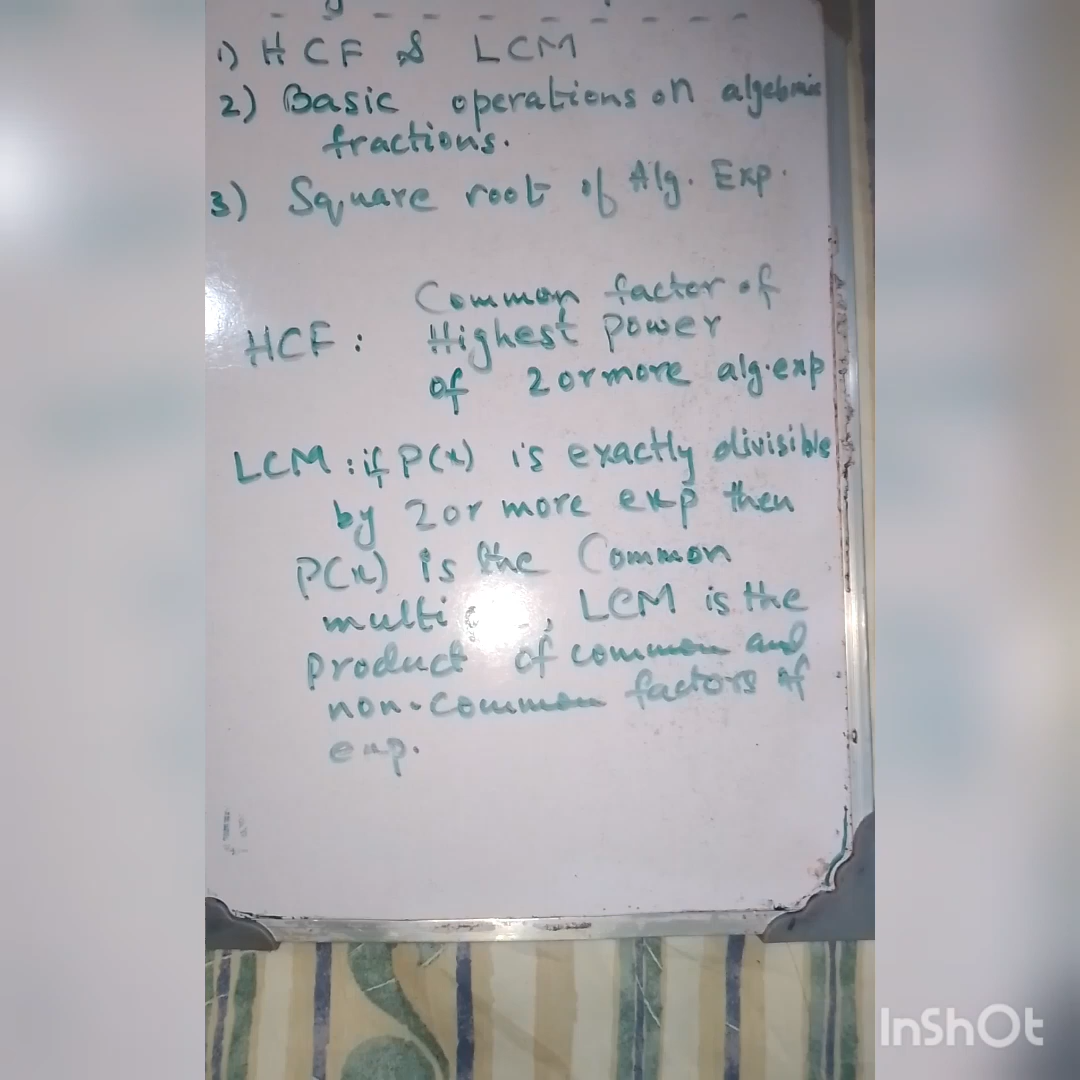 1) HCF & LCM
2) Basic operations on algebraic
fractions.
3) Square root of Alg. Exp.
Common factor of
HCF: Highest power
of 2 or more alg.exp
LCM: if P(x) is exactly divisible
by 2 or more exp then
P(x) is the Common
LCM is the
product of common and
non-common factors of
exp.
InShOt